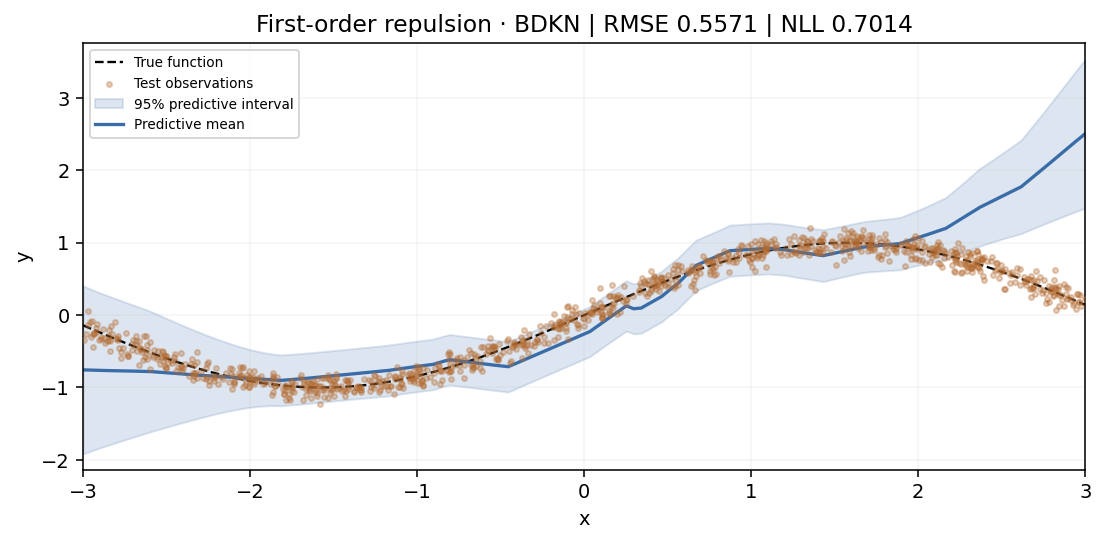 First-order repulsion · BDKN | RMSE 0.5571 | NLL 0.7014
True function
Test observations
95% predictive interval
Predictive mean
y
3
2
1
0
−1
−2
−3
−2
−1
0
1
2
3
x